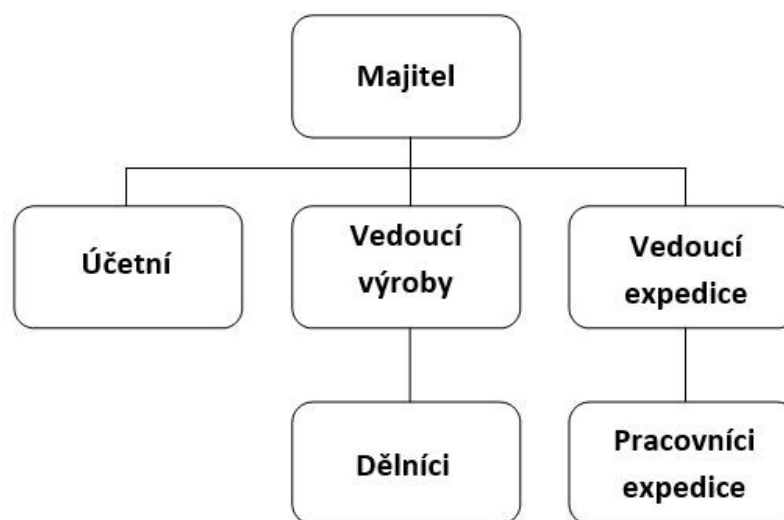 Majitel
Účetní
Vedoucí
výroby
Vedoucí
expedice
Dělníci
Pracovníci
expedice